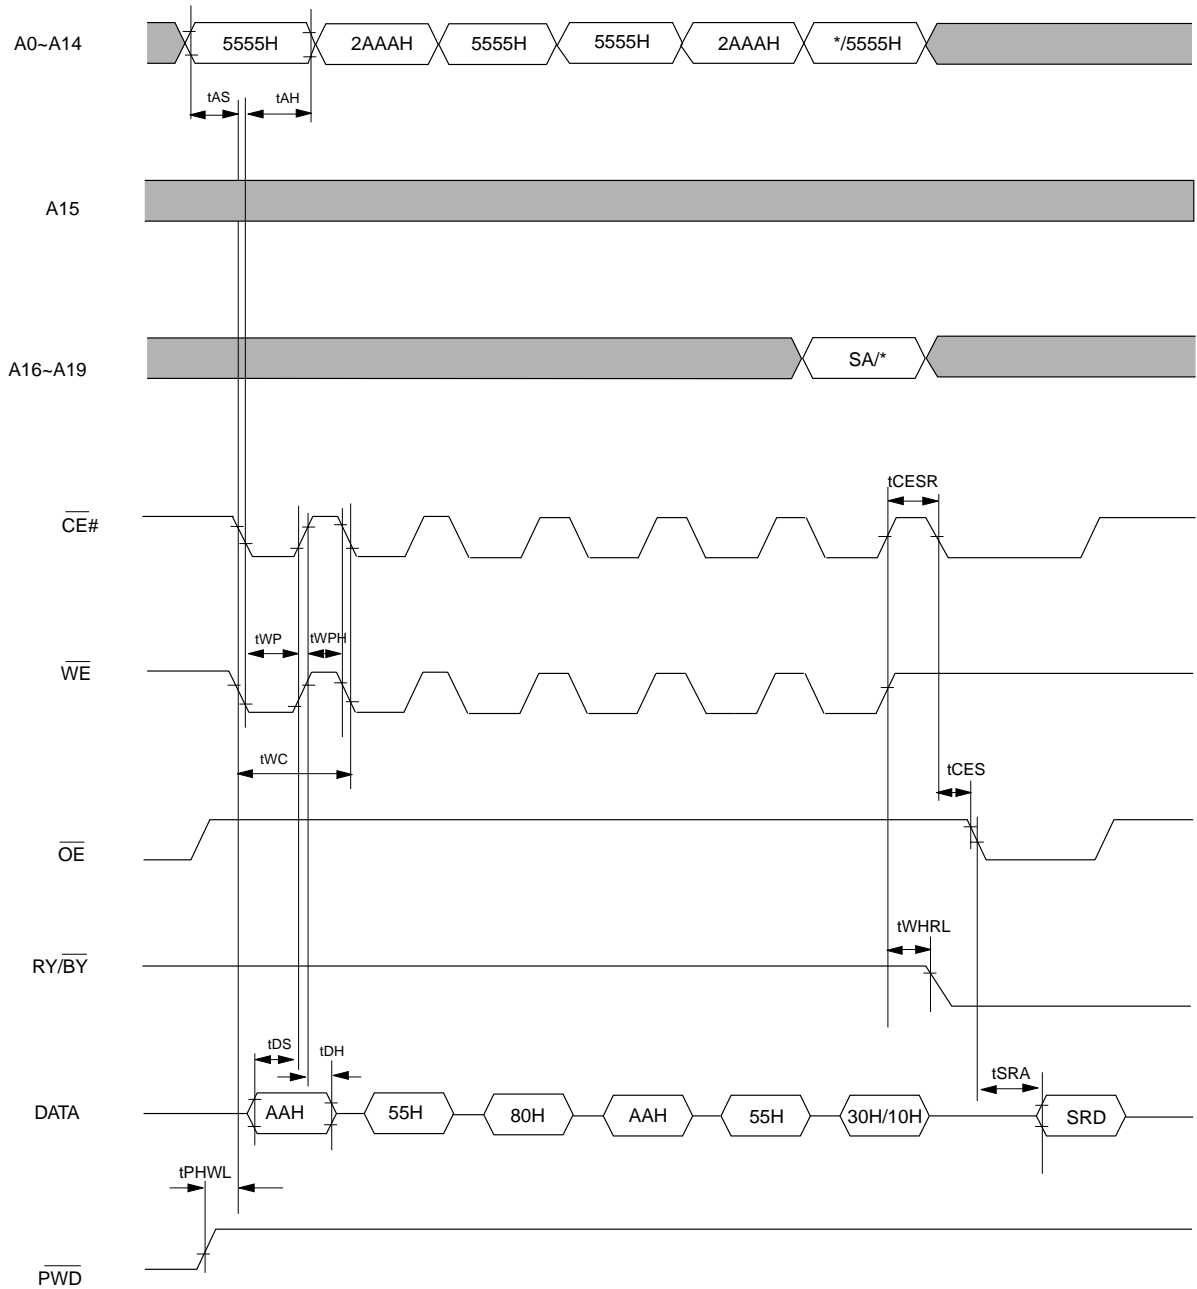 A0~A14 5555H 2AAAH 5555H 5555H 2AAAH */5555H
tAS tAH
A15
A16~A19 SA/*
tCESR
CE#
tWP tWPH
WE
tWC
tCES
OE
tWHRL
RY/BY
tDS tDH
tSRA
DATA AAH 55H 80H AAH 55H 30H/10H SRD
tPHWL
PWD